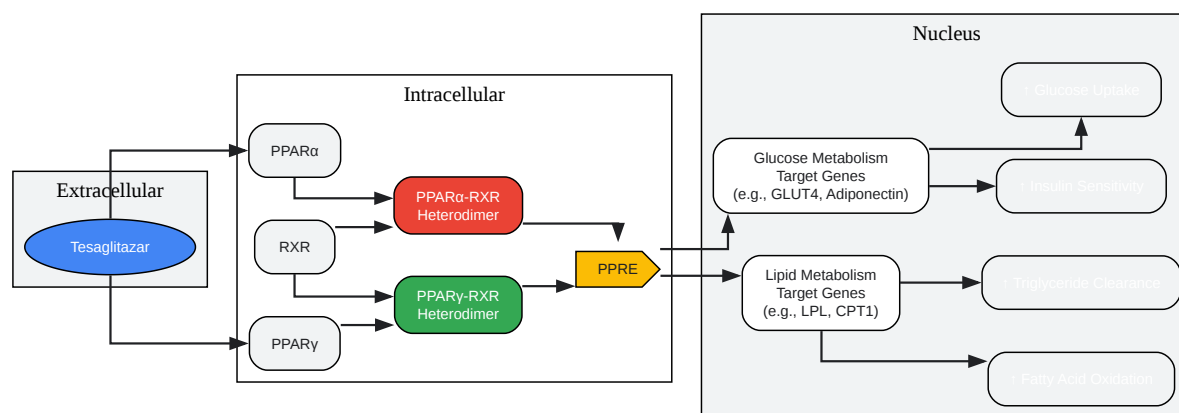 Nucleus
Intracellular
Extracellular
Tesaglitazar
PPARα
RXR
PPARγ
PPARα-RXR
Heterodimer
PPARγ-RXR
Heterodimer
PPRE
Glucose Metabolism
Target Genes
(e.g., GLUT4, Adiponectin)
Lipid Metabolism
Target Genes
(e.g., LPL, CPT1)
↑ Glucose Uptake
↑ Insulin Sensitivity
↑ Triglyceride Clearance
↑ Fatty Acid Oxidation